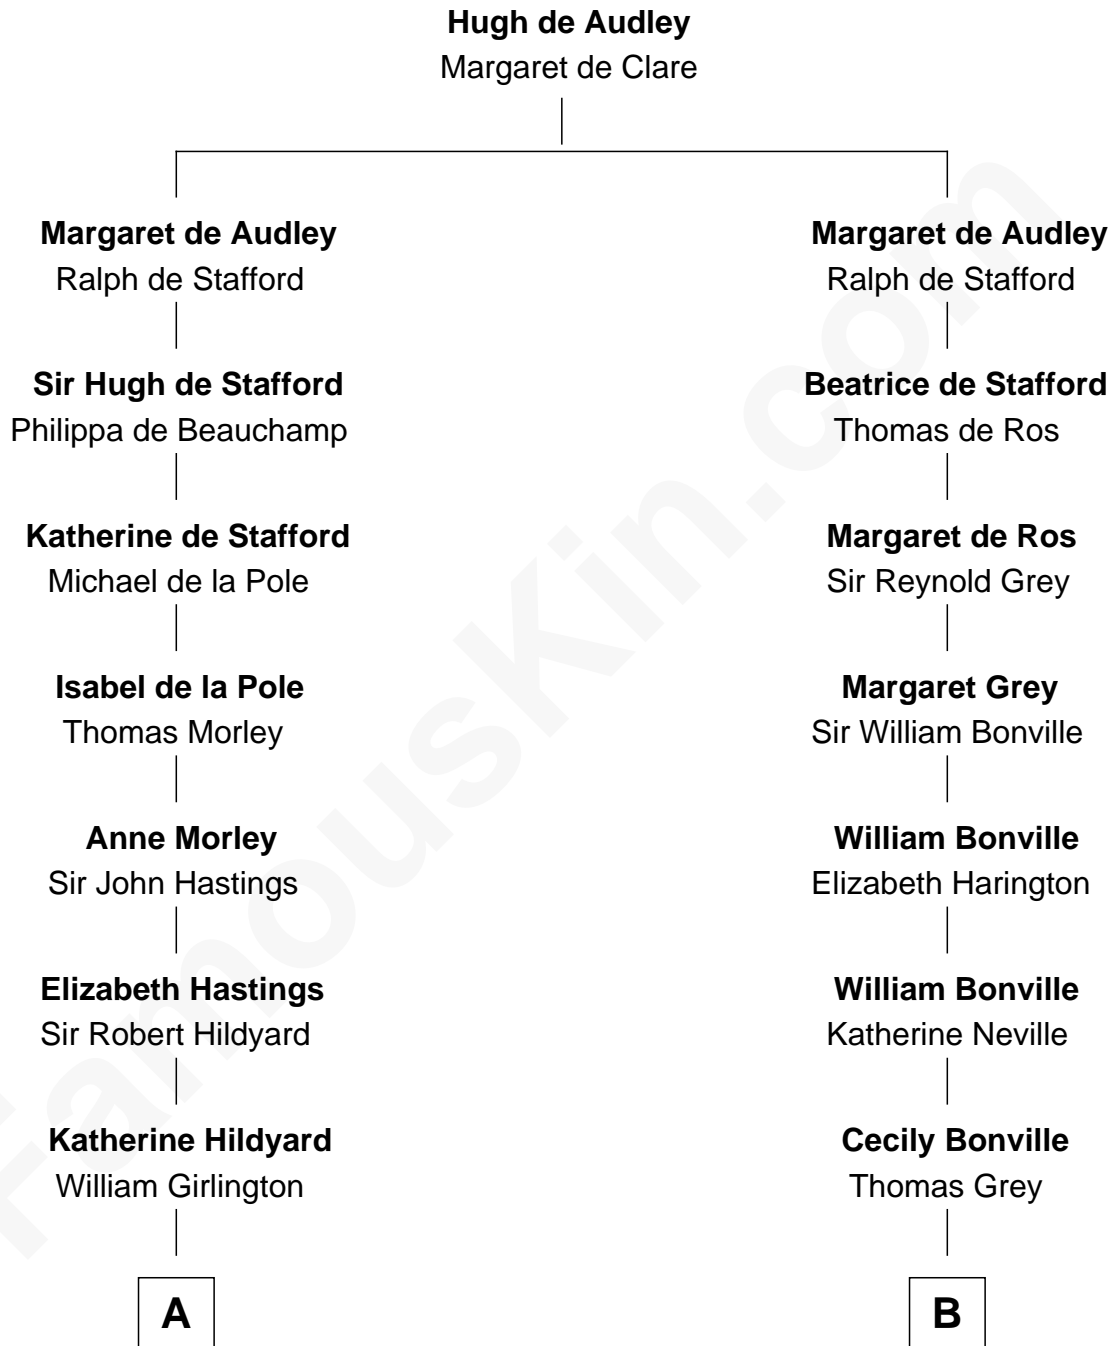 Hugh de Audley
Margaret de Clare
Margaret de Audley
Ralph de Stafford
Sir Hugh de Stafford
Philippa de Beauchamp
Katherine de Stafford
Michael de la Pole
Isabel de la Pole
Thomas Morley
Anne Morley
Sir John Hastings
Elizabeth Hastings
Sir Robert Hildyard
Katherine Hildyard
William Girlington
A
Margaret de Audley
Ralph de Stafford
Beatrice de Stafford
Thomas de Ros
Margaret de Ros
Sir Reynold Grey
Margaret Grey
Sir William Bonville
William Bonville
Elizabeth Harington
William Bonville
Katherine Neville
Cecily Bonville
Thomas Grey
B
FamousKin.com